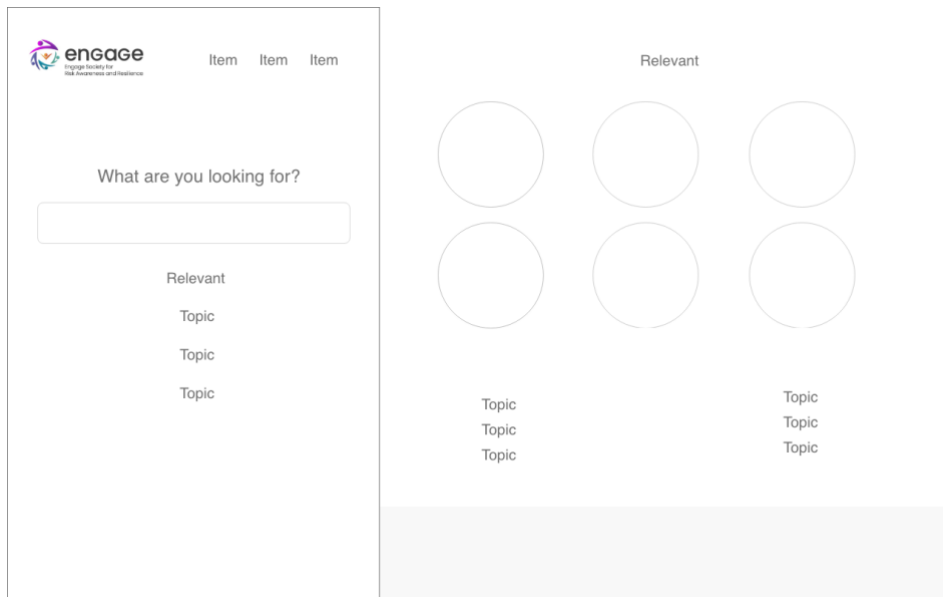 engage
Engage Society for
Risk Awareness and Resilience
Item Item Item
What are you looking for?
Relevant
Topic
Topic
Topic
Relevant
Topic
Topic
Topic
Topic
Topic
Topic